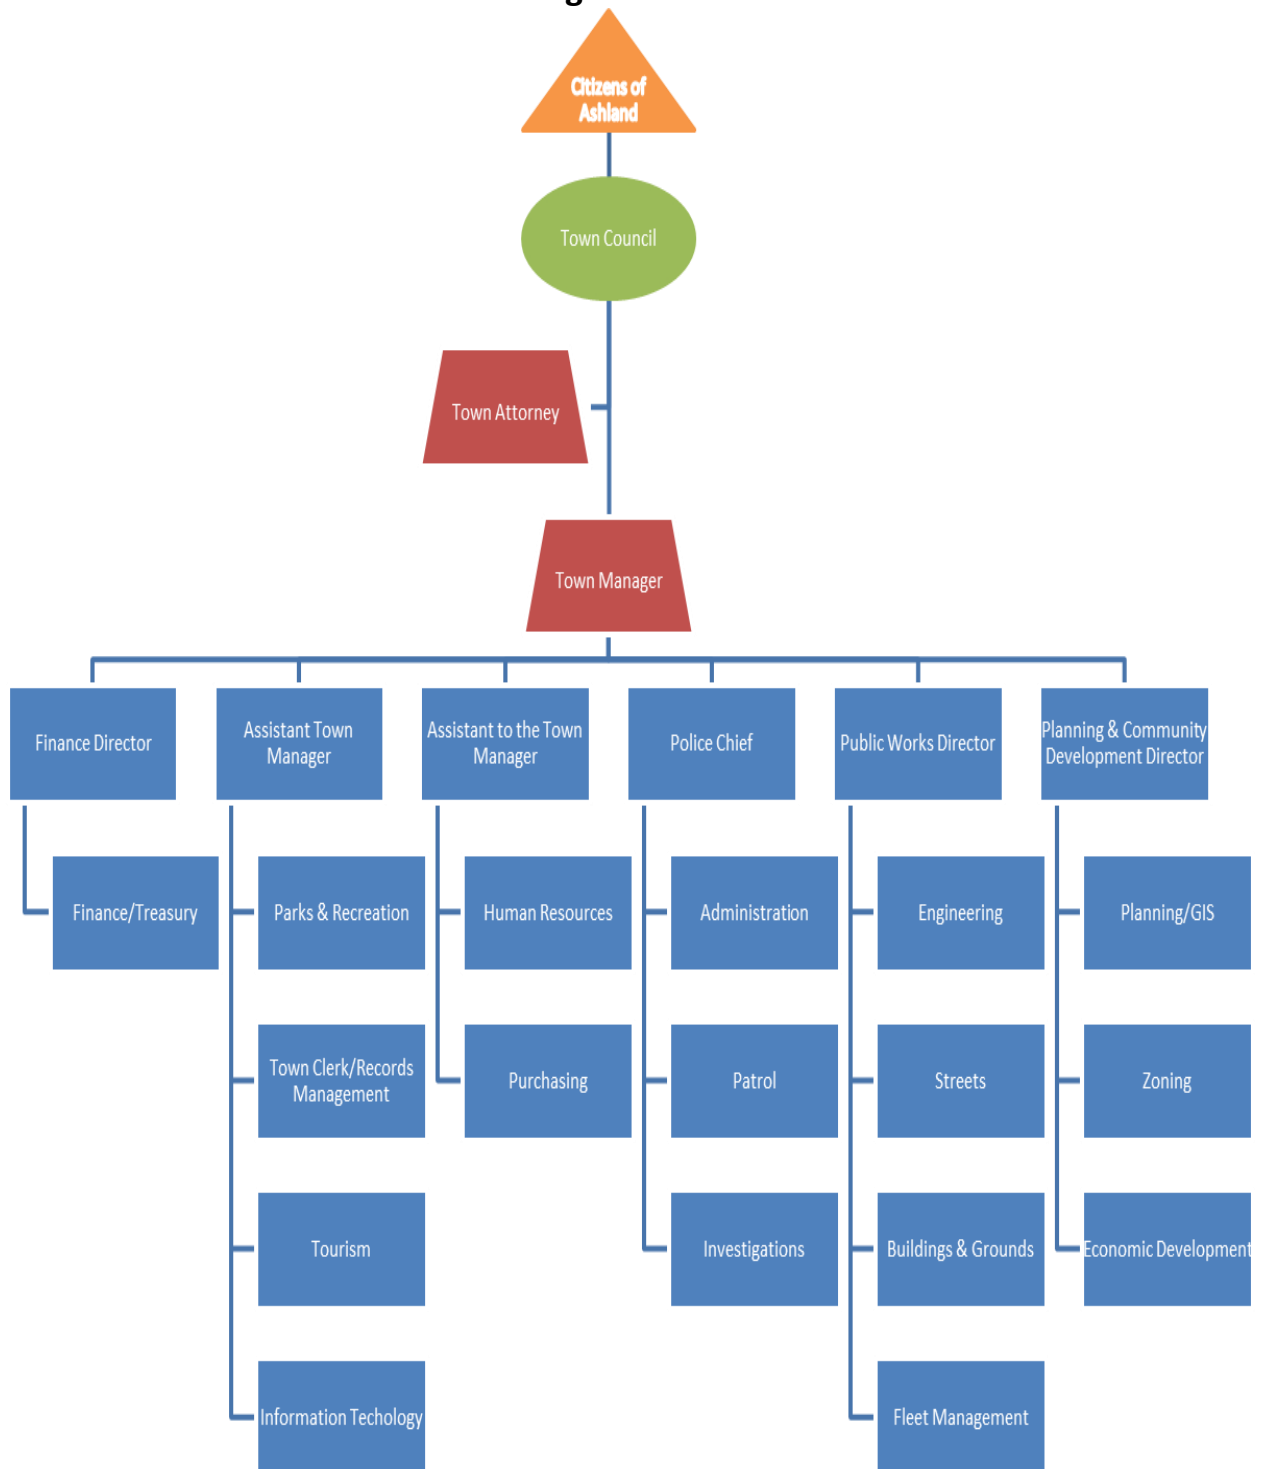 g
Citizens of
Ashland
Town Council
Town Attorney
Town Manager
Finance Director
Assistant Town
Manager
Assistant to the Town
Manager
Police Chief
Public Works Director
Planning & Community
Development Director
Finance/Treasury
Parks & Recreation
Human Resources
Administration
Engineering
Planning/GIS
Town Clerk/Records
Management
Purchasing
Patrol
Streets
Zoning
Tourism
Investigations
Buildings & Grounds
Economic Development
Information Techology
Fleet Management